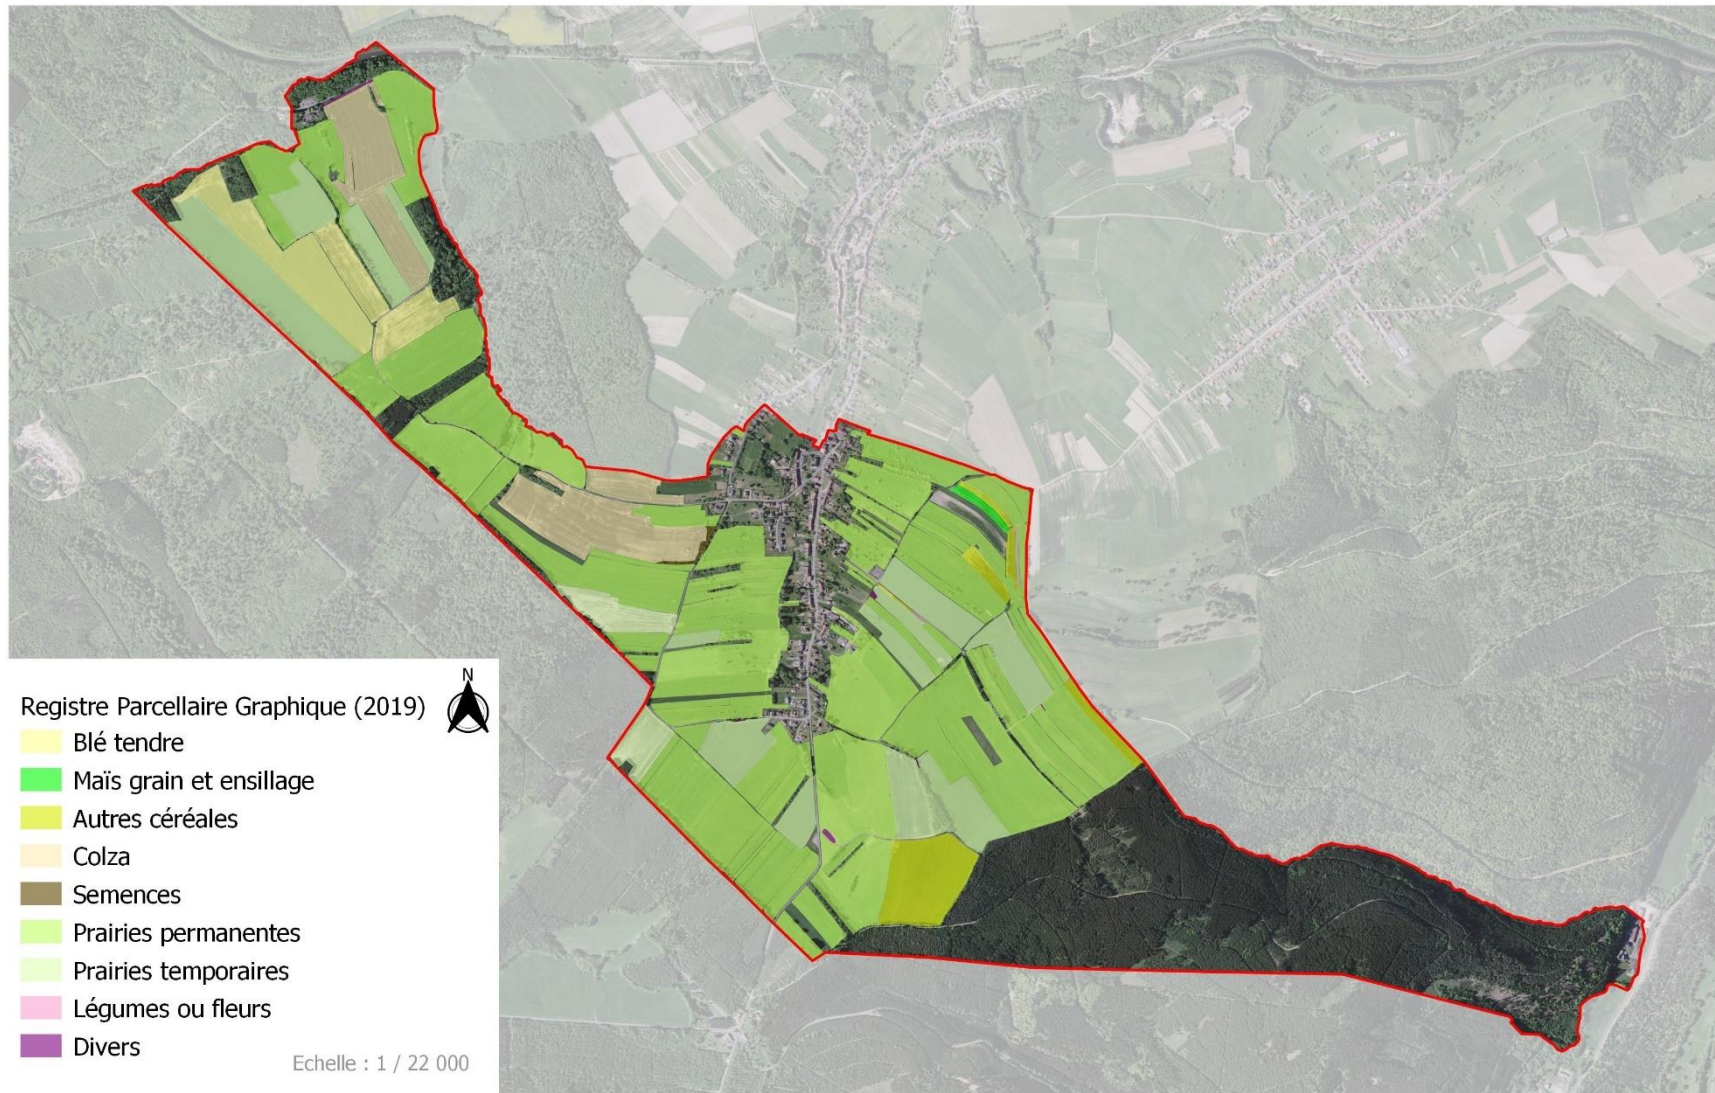 N
Registre Parcellaire Graphique (2019)
Blé tendre
Maïs grain et ensillage
Autres céréales
Colza
Semences
Prairies permanentes
Prairies temporaires
Légumes ou fleurs
Divers
Echelle : 1 / 22 000